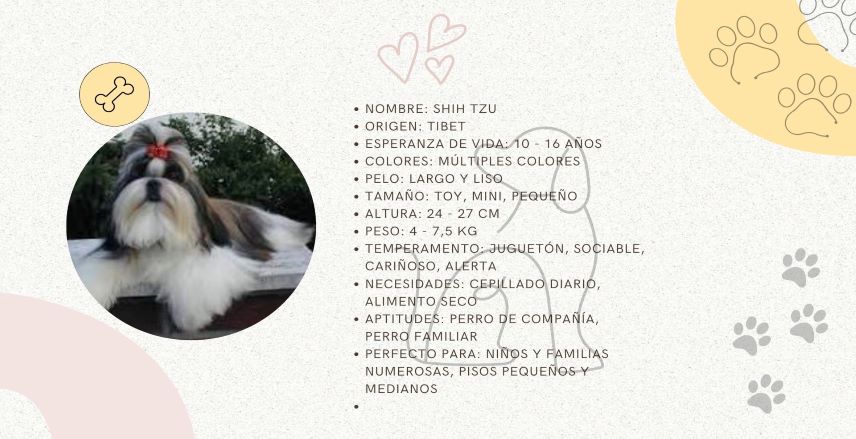 • NOMBRE: SHIH TZU
• ORIGEN: TIBET
• ESPERANZA DE VIDA: 10 - 16 AÑOS
• COLORES: MÚLTIPLES COLORES
• PELO: LARGO Y LISO
• TAMAÑO: TOY, MINI, PEQUEÑO
• ALTURA: 24 - 27 CM
• PESO: 4 - 7,5 KG
• TEMPERAMENTO: JUGUETÓN, SOCIABLE,
CARIÑOSO, ALERTA
• NECESIDADES: CEPILLADO DIARIO,
ALIMENTO SECO
• APTITUDES: PERRO DE COMPAÑÍA,
PERRO FAMILIAR
• PERFECTO PARA: NIÑOS Y FAMILIAS
NUMEROSAS, PISOS PEQUEÑOS Y
MEDIANOS
•